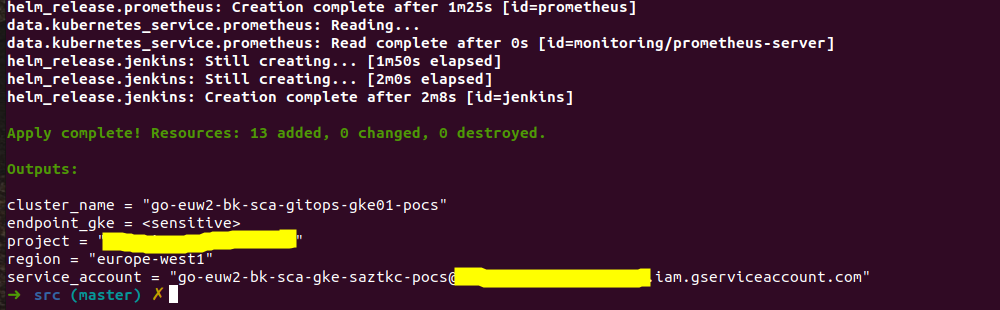 helm_release.prometheus: Creation complete after 1m25s [id=prometheus]
data.kubernetes_service.prometheus: Reading...
data.kubernetes_service.prometheus: Read complete after 0s [id=monitoring/prometheus-server]
helm_release.jenkins: Still creating... [1m50s elapsed]
helm_release.jenkins: Still creating... [2m0s elapsed]
helm_release.jenkins: Creation complete after 2m8s [id=jenkins]
Apply complete! Resources: 13 added, 0 changed, 0 destroyed.
Outputs:
cluster_name = "go-euw2-bk-sca-gitops-gke01-pocs"
endpoint_gke = <sensitive>
project = ""
region = "europe-west1"
service_account = "go-euw2-bk-sca-gke-saztkc-pocs@.iam.gserviceaccount.com"
➜ src (master) ✗